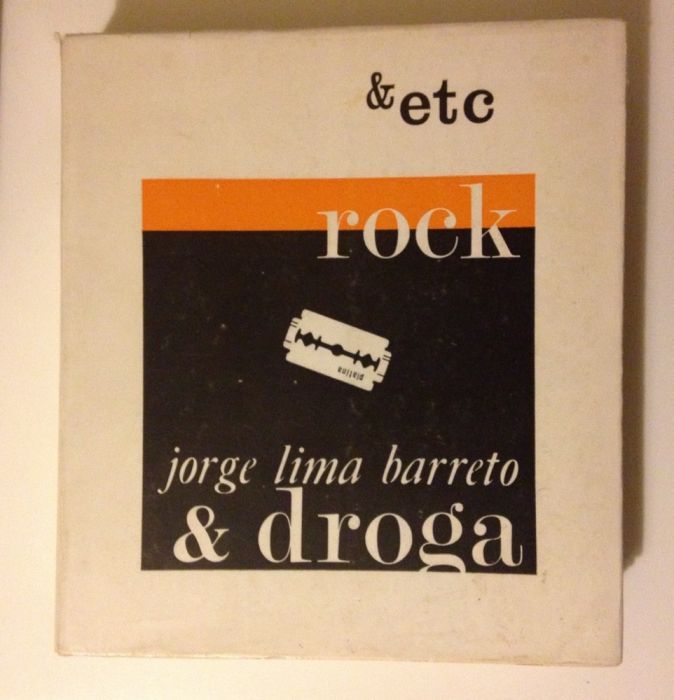 & etc
rock
platina
jorge lima barreto
& droga